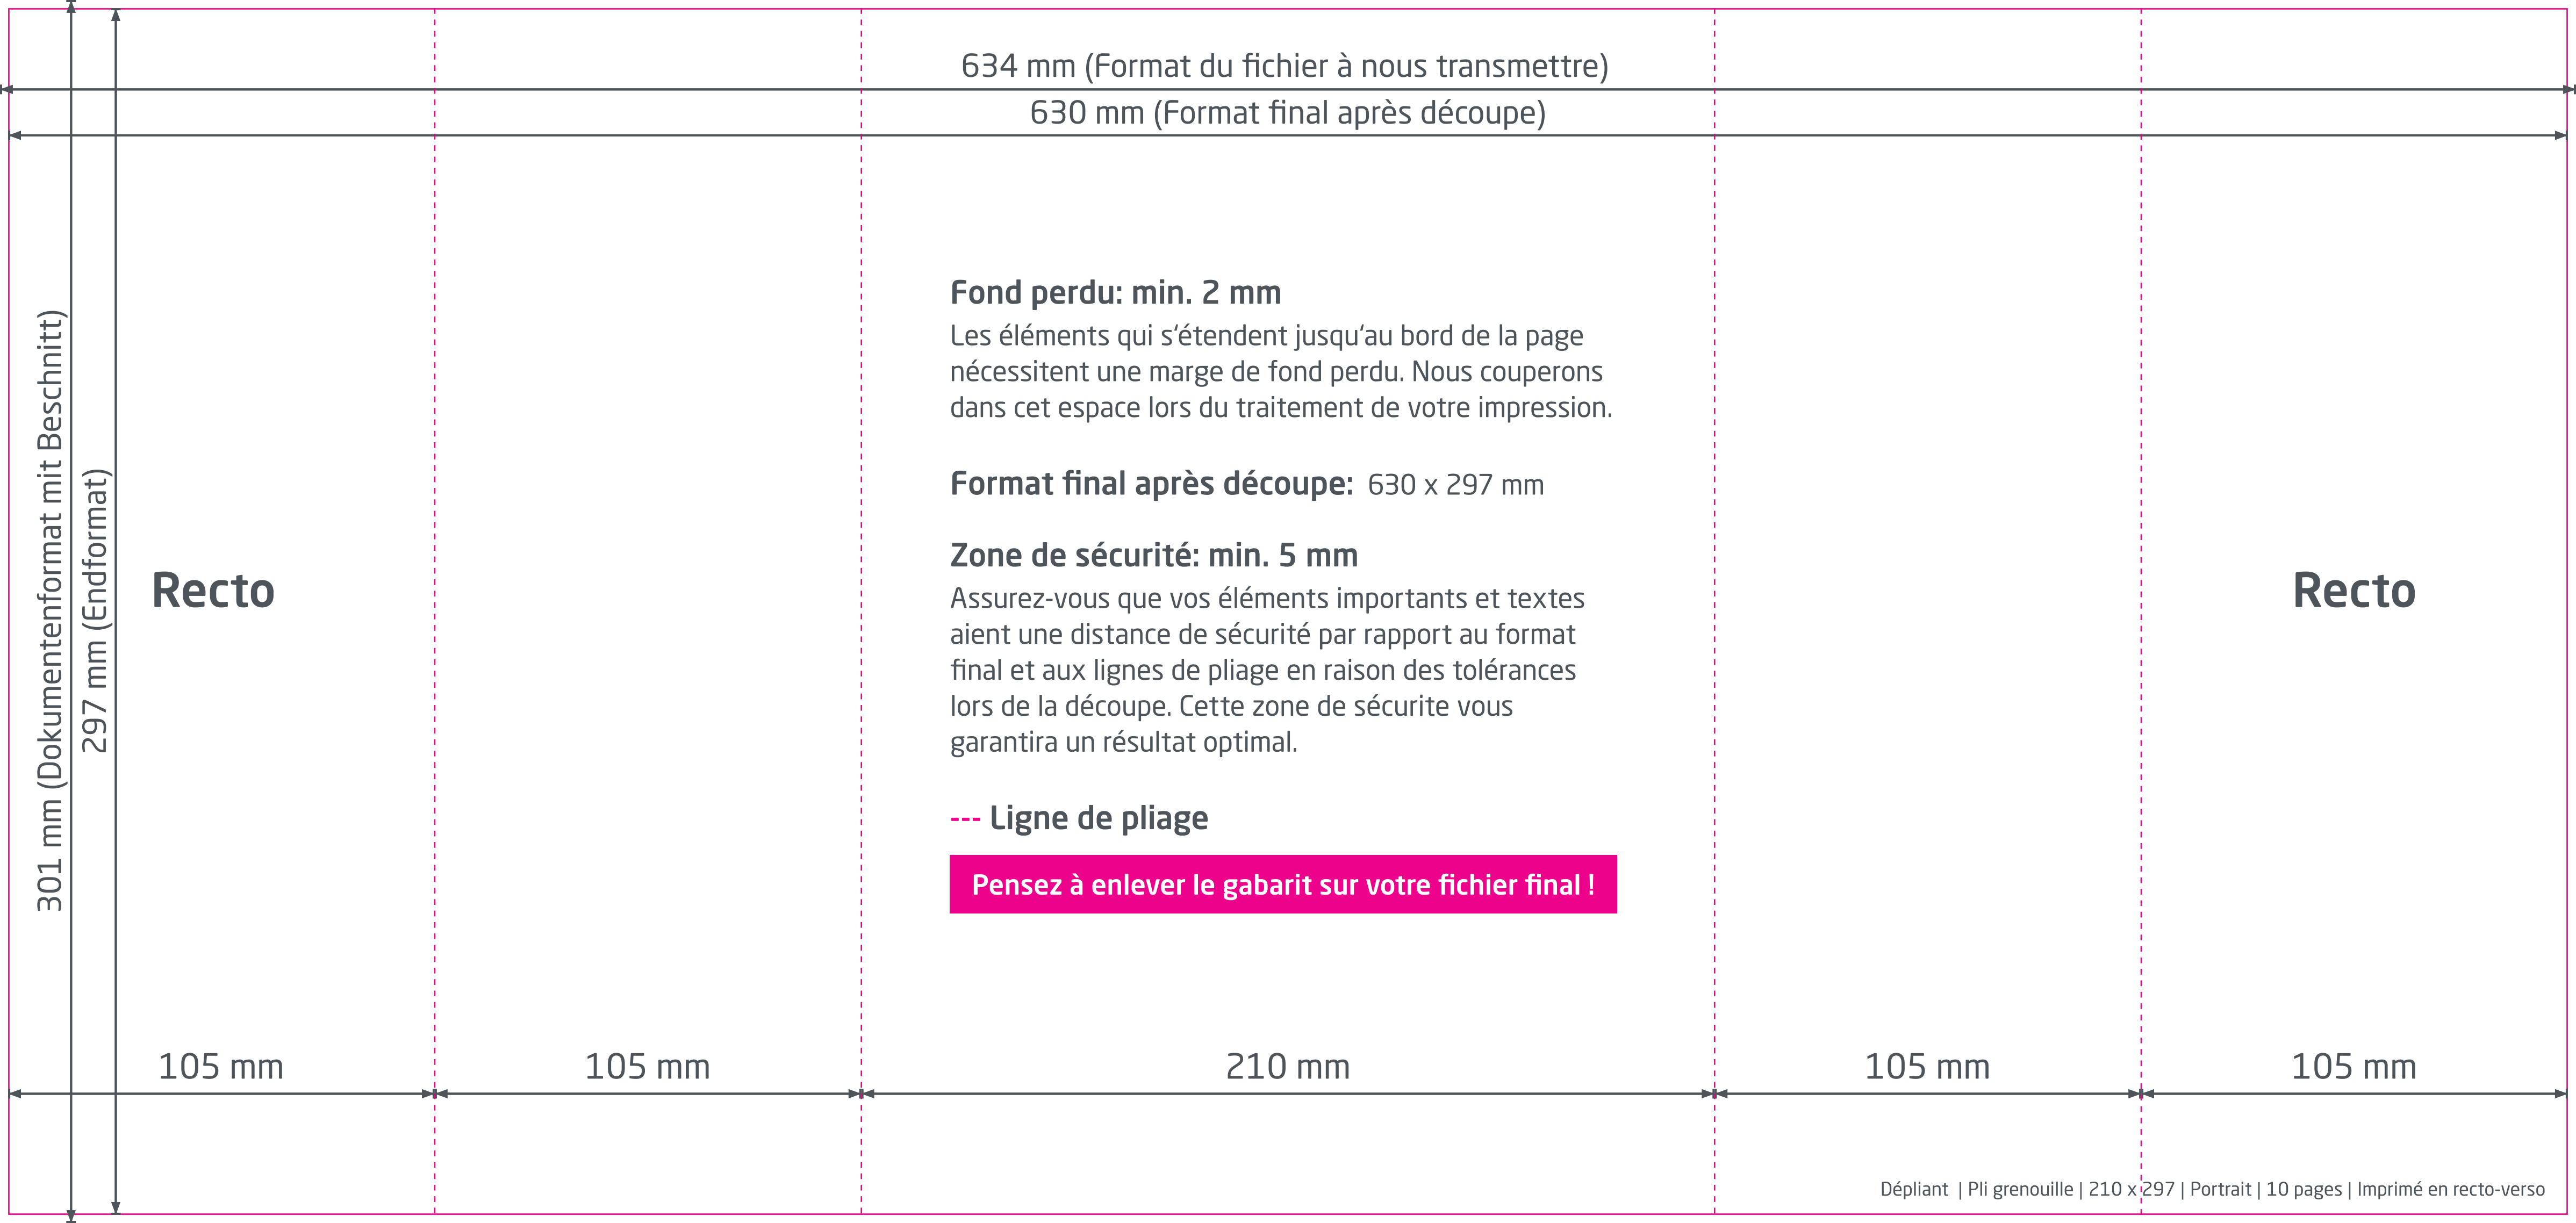 634 mm (Format du fichier à nous transmettre)
630 mm (Format final après découpe)
301 mm (Dokumentenformat mit Beschnitt)
297 mm (Endformat)
Recto
Fond perdu: min. 2 mm
Les éléments qui s‘étendent jusqu‘au bord de la page
nécessitent une marge de fond perdu. Nous couperons
dans cet espace lors du traitement de votre impression.
Format final après découpe: 630 x 297 mm
Zone de sécurité: min. 5 mm
Assurez-vous que vos éléments importants et textes
aient une distance de sécurité par rapport au format
final et aux lignes de pliage en raison des tolérances
lors de la découpe. Cette zone de sécurite vous
garantira un résultat optimal.
--- Ligne de pliage
Pensez à enlever le gabarit sur votre fichier final !
Recto
105 mm
105 mm
210 mm
105 mm
105 mm
Dépliant | Pli grenouille | 210 x 297 | Portrait | 10 pages | Imprimé en recto-verso